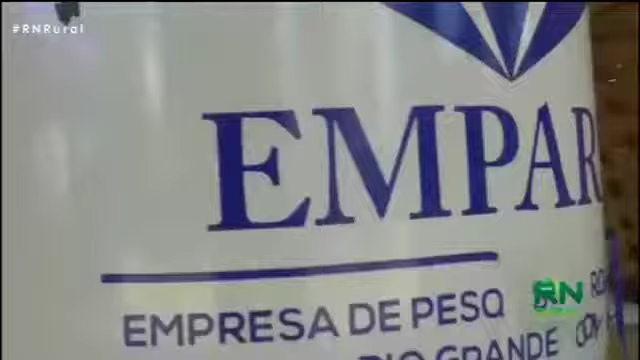 #RNRural
EMPAR
EMPRESA DE PESQ
RIO GRANDE
RN